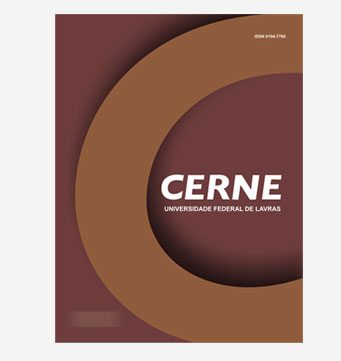 ISSN 0104-7760
CERNE
UNIVERSIDADE FEDERAL DE LAVRAS